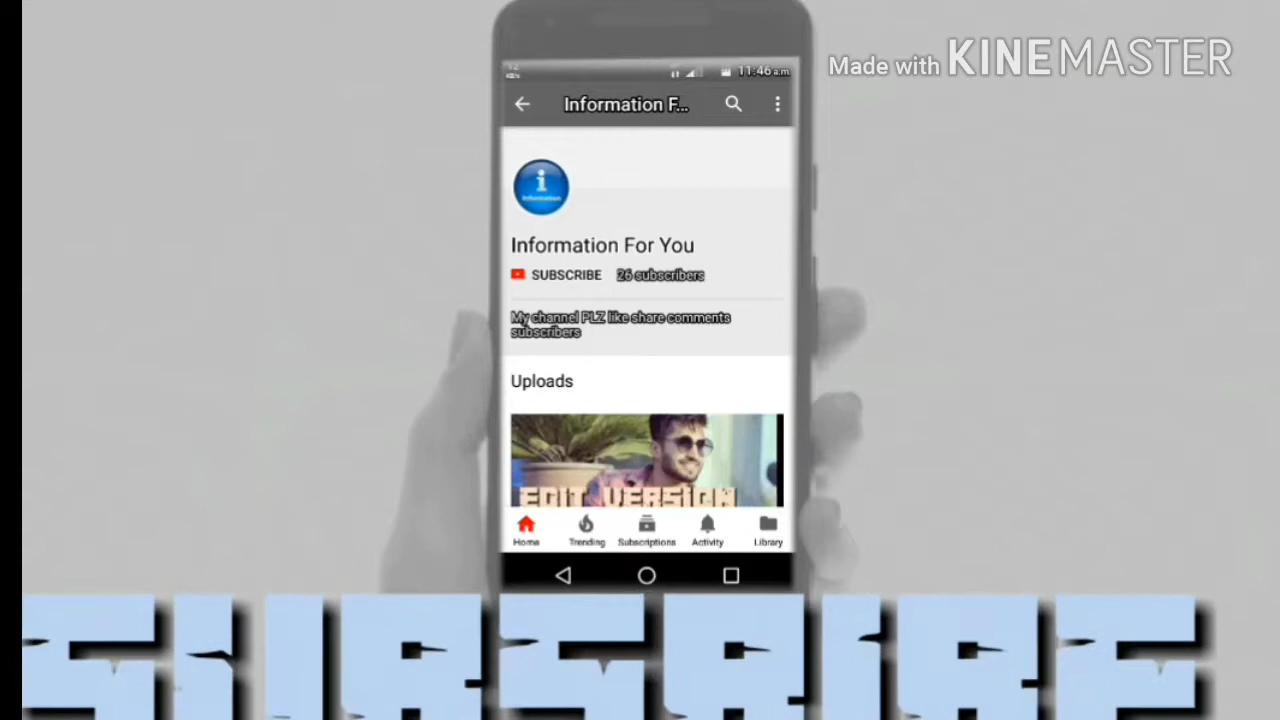 Made with KINEMASTER
11:46 a.m.
Information F...
i
Information
Information For You
SUBSCRIBE 26 subscribers
My channel PLZ like share comments
subscribers
Uploads
EDIT VERSION
Home Trending Subscriptions Activity Library